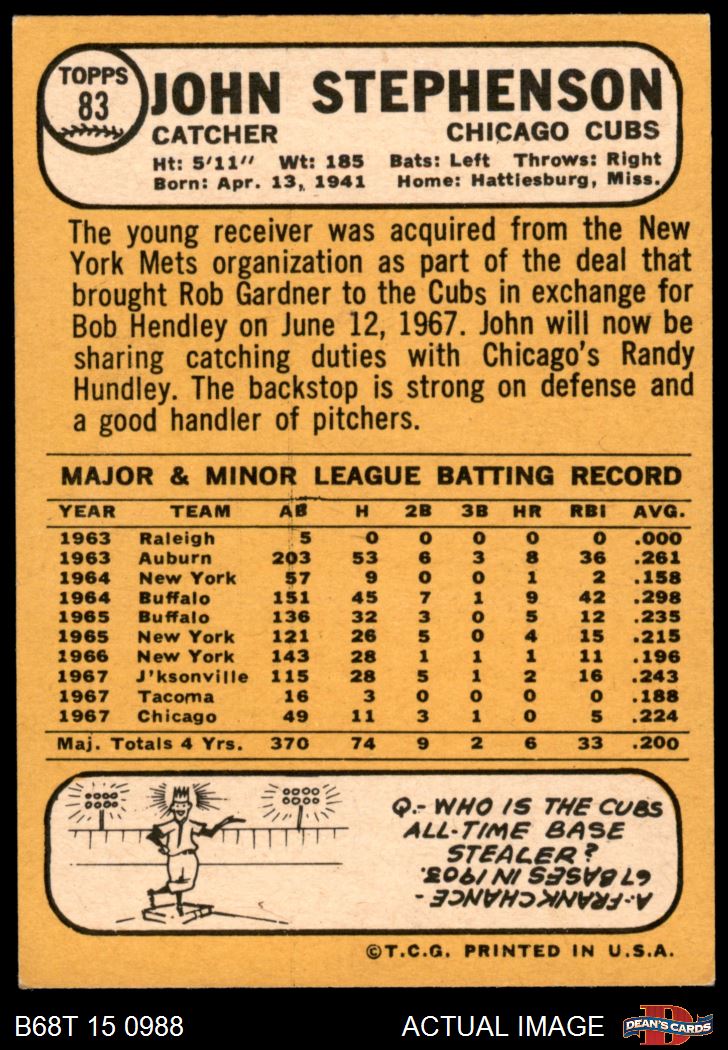 TOPPS
83
JOHN STEPHENSON
CATCHER CHICAGO CUBS
Ht: 5'11" Wt: 185 Bats: Left Throws: Right
Born: Apr. 13, 1941 Home: Hattiesburg, Miss.
The young receiver was acquired from the New
York Mets organization as part of the deal that
brought Rob Gardner to the Cubs in exchange for
Bob Hendley on June 12, 1967. John will now be
sharing catching duties with Chicago's Randy
Hundley. The backstop is strong on defense and
a good handler of pitchers.
MAJOR & MINOR LEAGUE BATTING RECORD
YEAR TEAM AB H 2B 3B HR RBI AVG.
1963 Raleigh 5 0 0 0 0 0 .000
1963 Auburn 203 53 6 3 8 36 .261
1964 New York 57 9 0 0 1 2 .158
1964 Buffalo 151 45 7 1 9 42 .298
1965 Buffalo 136 32 3 0 5 12 .235
1965 New York 121 26 5 0 4 15 .215
1966 New York 143 28 1 1 1 11 .196
1967 J'ksonville 115 28 5 1 2 16 .243
1967 Tacoma 16 3 0 0 0 0 .188
1967 Chicago 49 11 3 1 0 5 .224
Maj. Totals 4 Yrs. 370 74 9 2 6 33 .200
Q.- WHO IS THE CUBS
ALL-TIME BASE
STEALER?
A.- FRANK CHANCE -
67 BASES IN 1903.
©T.C.G. PRINTED IN U.S.A.
B68T 15 0988 ACTUAL IMAGE
D
DEAN'S CARDS